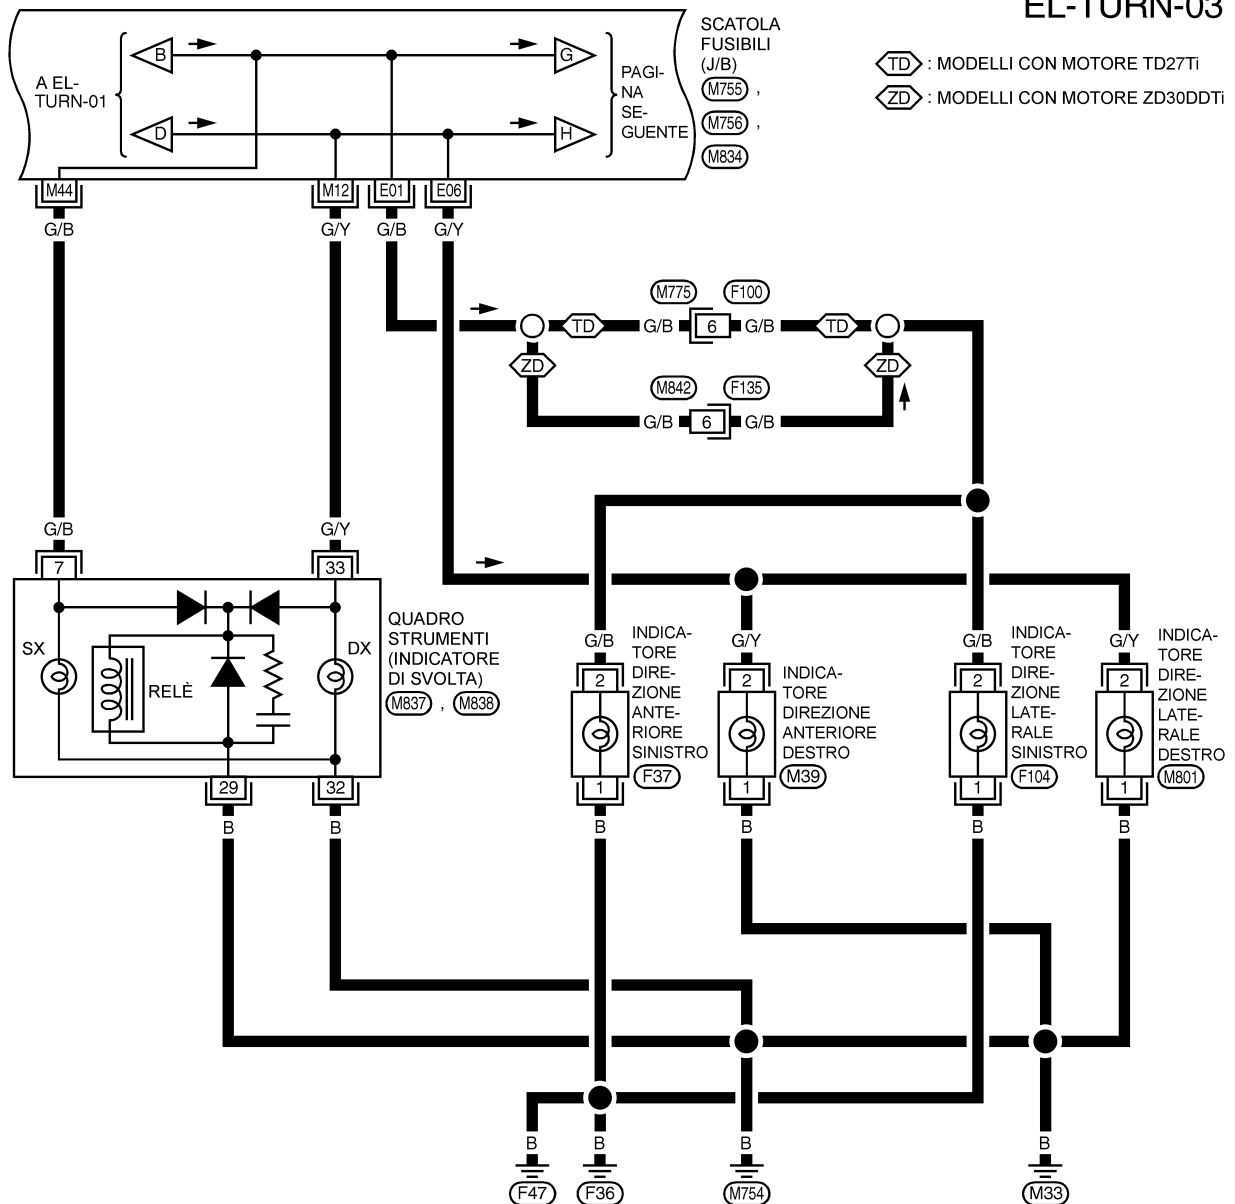 EL-TURN-03
SCATOLA
FUSIBILI
(J/B)
M755 ,
M756 ,
M834
TD : MODELLI CON MOTORE TD27Ti
ZD : MODELLI CON MOTORE ZD30DDTi
A EL-
TURN-01
B
G
D
H
PAGI-
NA
SE-
GUENTE
M44
M12
E01
E06
G/B
G/Y
G/B
G/Y
M775
F100
TD
G/B
6
G/B
TD
ZD
ZD
M842
F135
G/B
6
G/B
G/B
G/Y
7
33
SX
DX
RELÈ
QUADRO
STRUMENTI
(INDICATORE
DI SVOLTA)
M837 , M838
29
32
B
B
G/B
2
1
B
INDICA-
TORE
DIRE-
ZIONE
ANTE-
RIORE
SINISTRO
F37
G/Y
2
1
B
INDICA-
TORE
DIREZIONE
ANTERIORE
DESTRO
M39
G/B
2
1
B
INDICA-
TORE
DIRE-
ZIONE
LATE-
RALE
SINISTRO
F104
G/Y
2
1
B
INDICA-
TORE
DIRE-
ZIONE
LATE-
RALE
DESTRO
M801
B
B
B
B
F47
F36
M754
M33